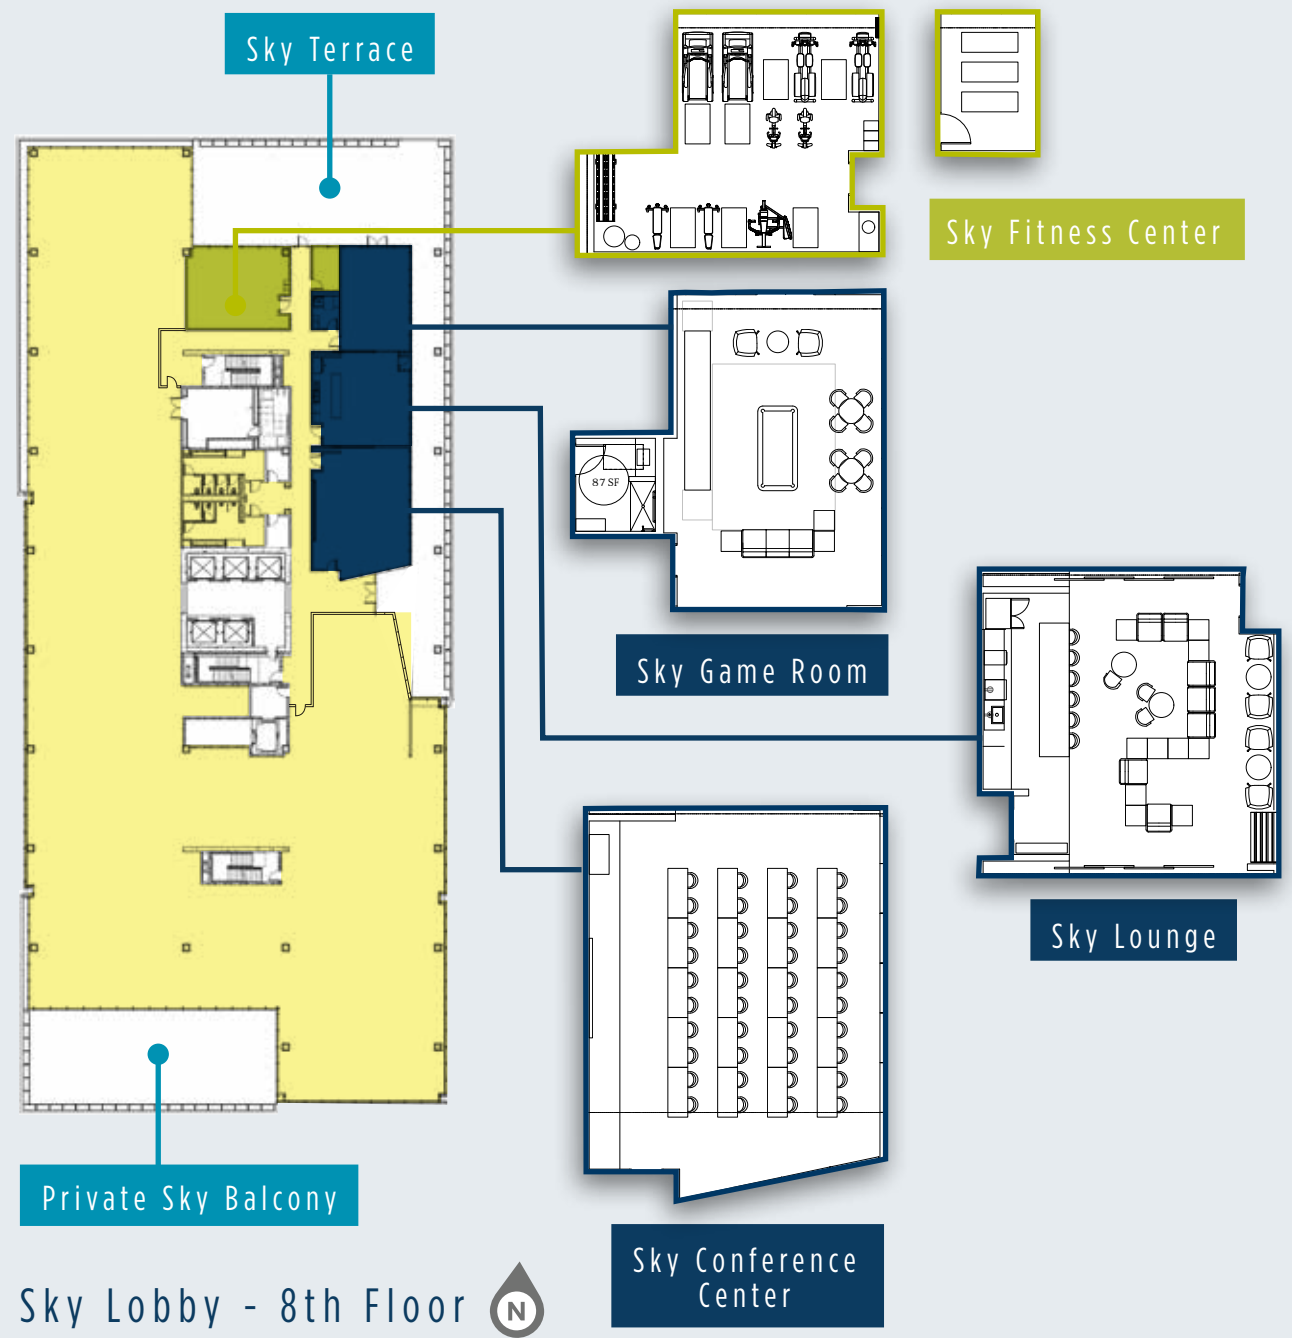 Sky Terrace
Sky Fitness Center
87 SF
Sky Game Room
Sky Lounge
Private Sky Balcony
Sky Conference
Center
Sky Lobby - 8th Floor
N